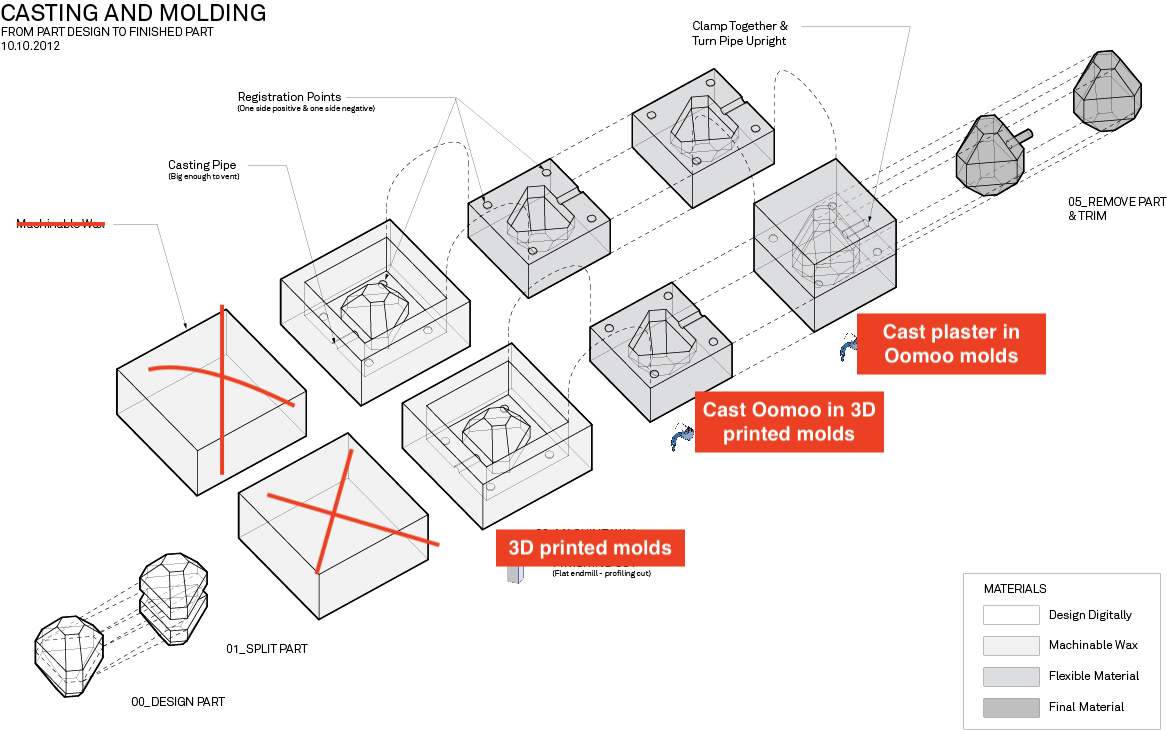 CASTING AND MOLDING
FROM PART DESIGN TO FINISHED PART
10.10.2012
Clamp Together &
Turn Pipe Upright
Registration Points
(One side positive & one side negative)
Casting Pipe
(Big enough to vent)
Machinable Wax
05_REMOVE PART
& TRIM
Cast plaster in
Oomoo molds
Cast Oomoo in 3D
printed molds
3D printed molds
(Flat endmill - profiling cut)
01_SPLIT PART
00_DESIGN PART
MATERIALS
Design Digitally
Machinable Wax
Flexible Material
Final Material